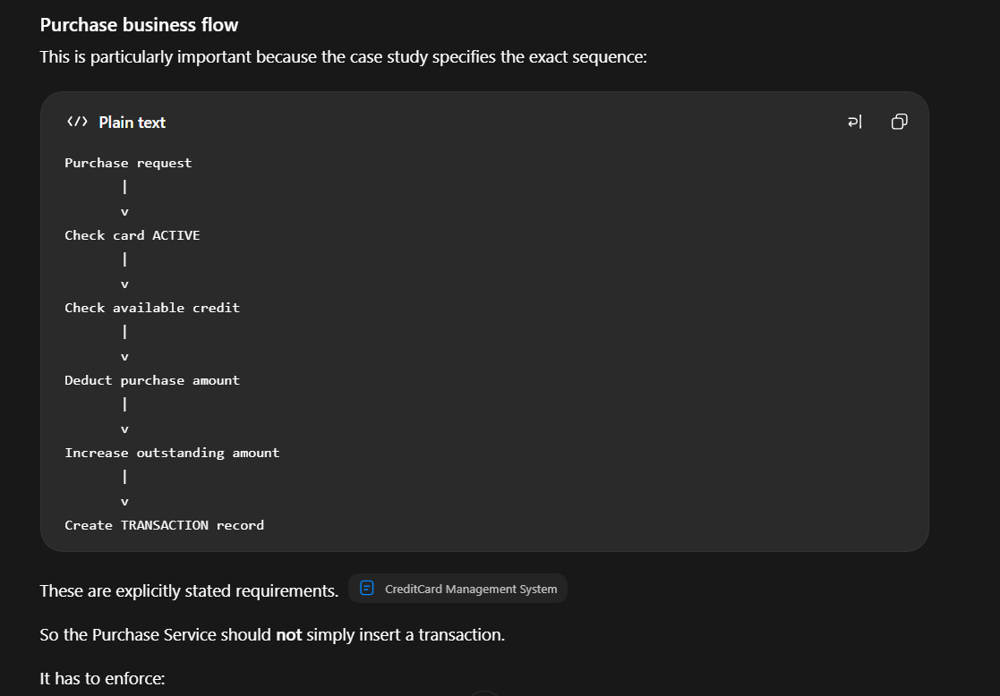 Purchase business flow
This is particularly important because the case study specifies the exact sequence:
</> Plain text
Purchase request
|
v
Check card ACTIVE
|
v
Check available credit
|
v
Deduct purchase amount
|
v
Increase outstanding amount
|
v
Create TRANSACTION record
These are explicitly stated requirements. CreditCard Management System
So the Purchase Service should not simply insert a transaction.
It has to enforce: